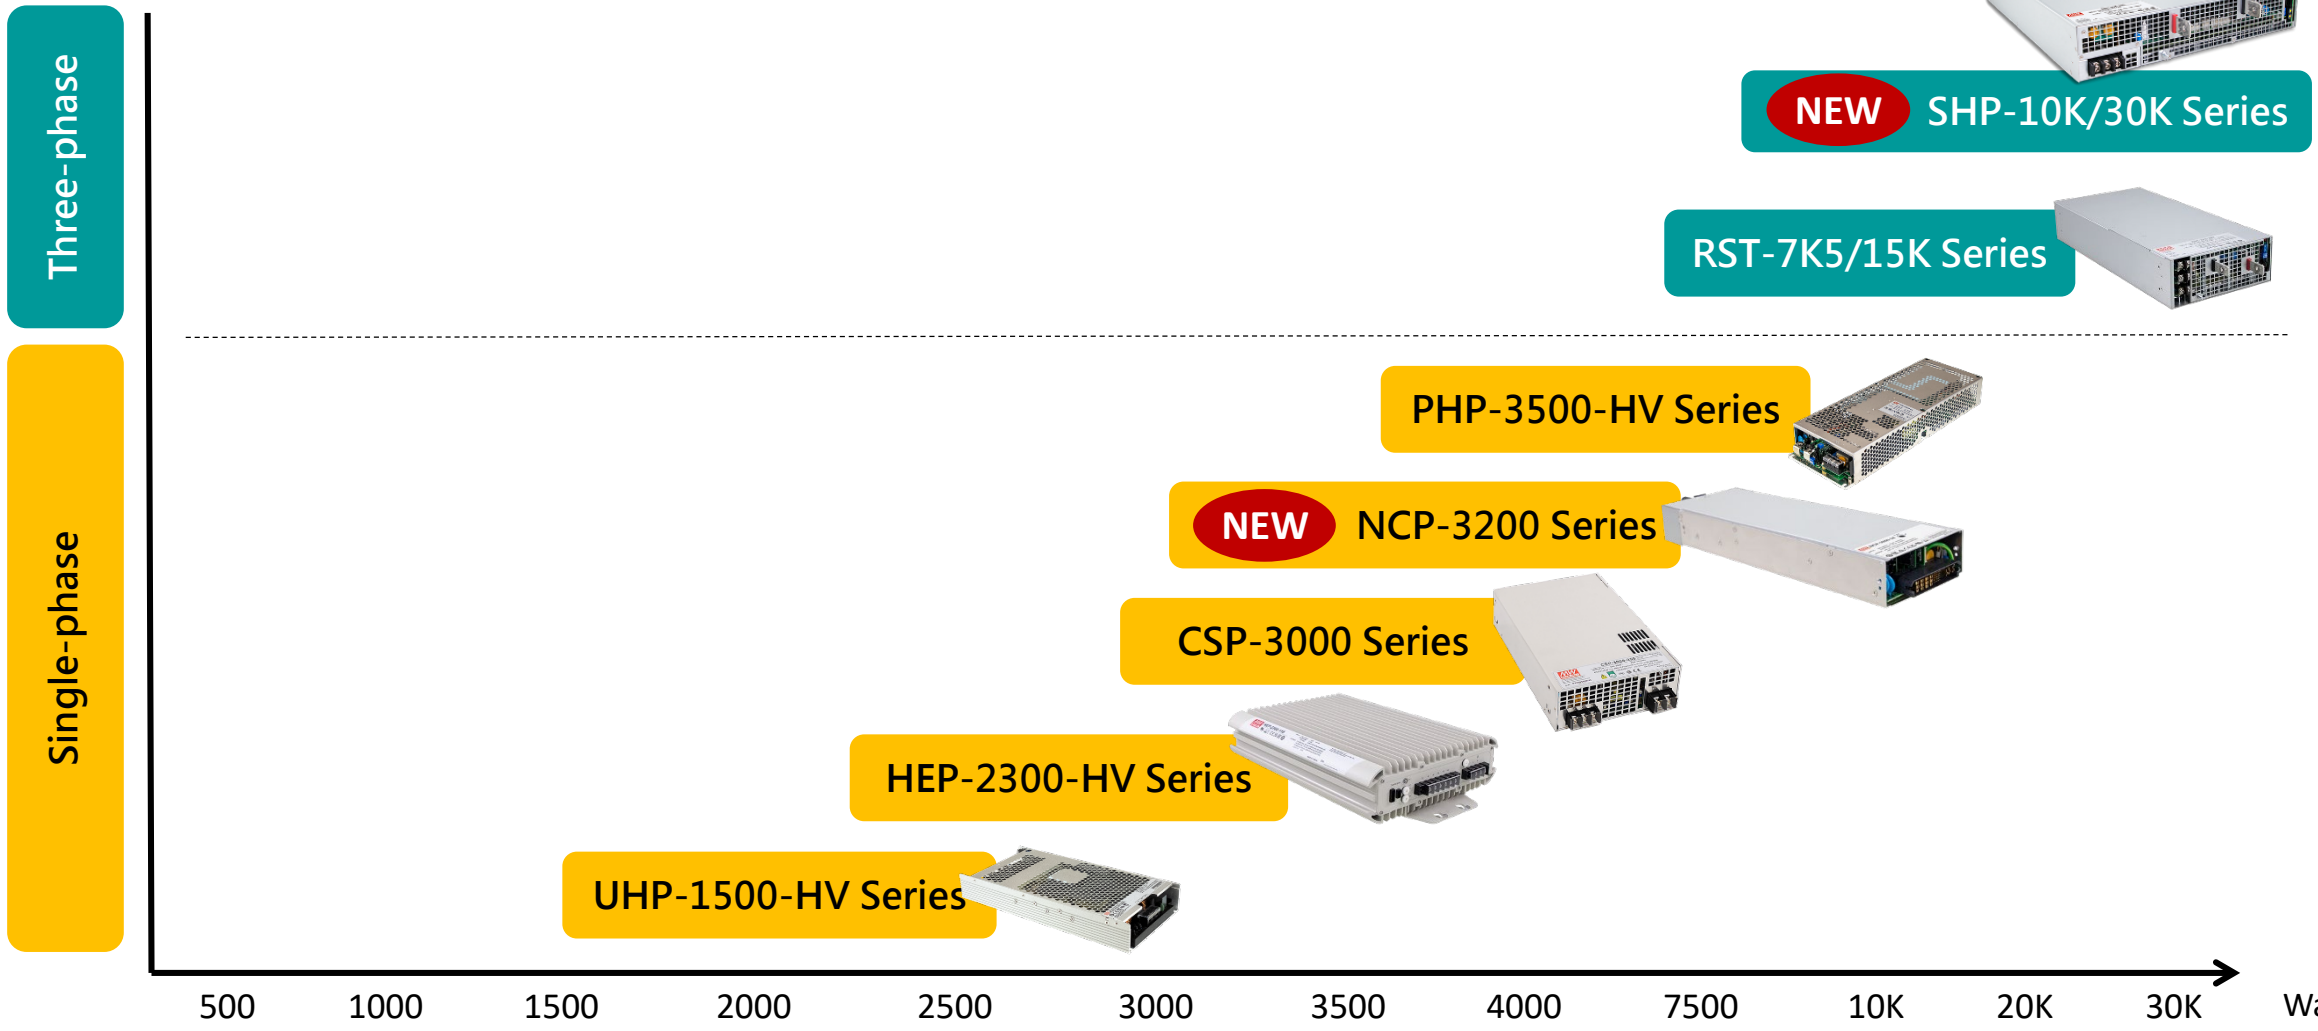 Three-phase
NEW SHP-10K/30K Series
RST-7K5/15K Series
Single-phase
PHP-3500-HV Series
NEW NCP-3200 Series
CSP-3000 Series
HEP-2300-HV Series
UHP-1500-HV Series
500 1000 1500 2000 2500 3000 3500 4000 7500 10K 20K 30K